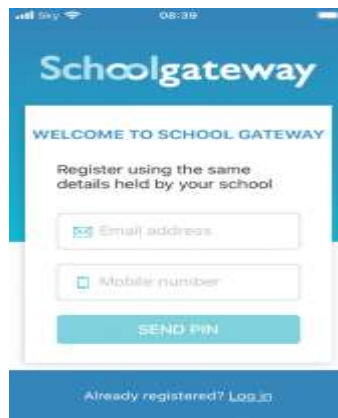 Sky 08:39
Schoolgateway
WELCOME TO SCHOOL GATEWAY
Register using the same
details held by your school
Email address
Mobile number
SEND PIN
Already registered? Log in